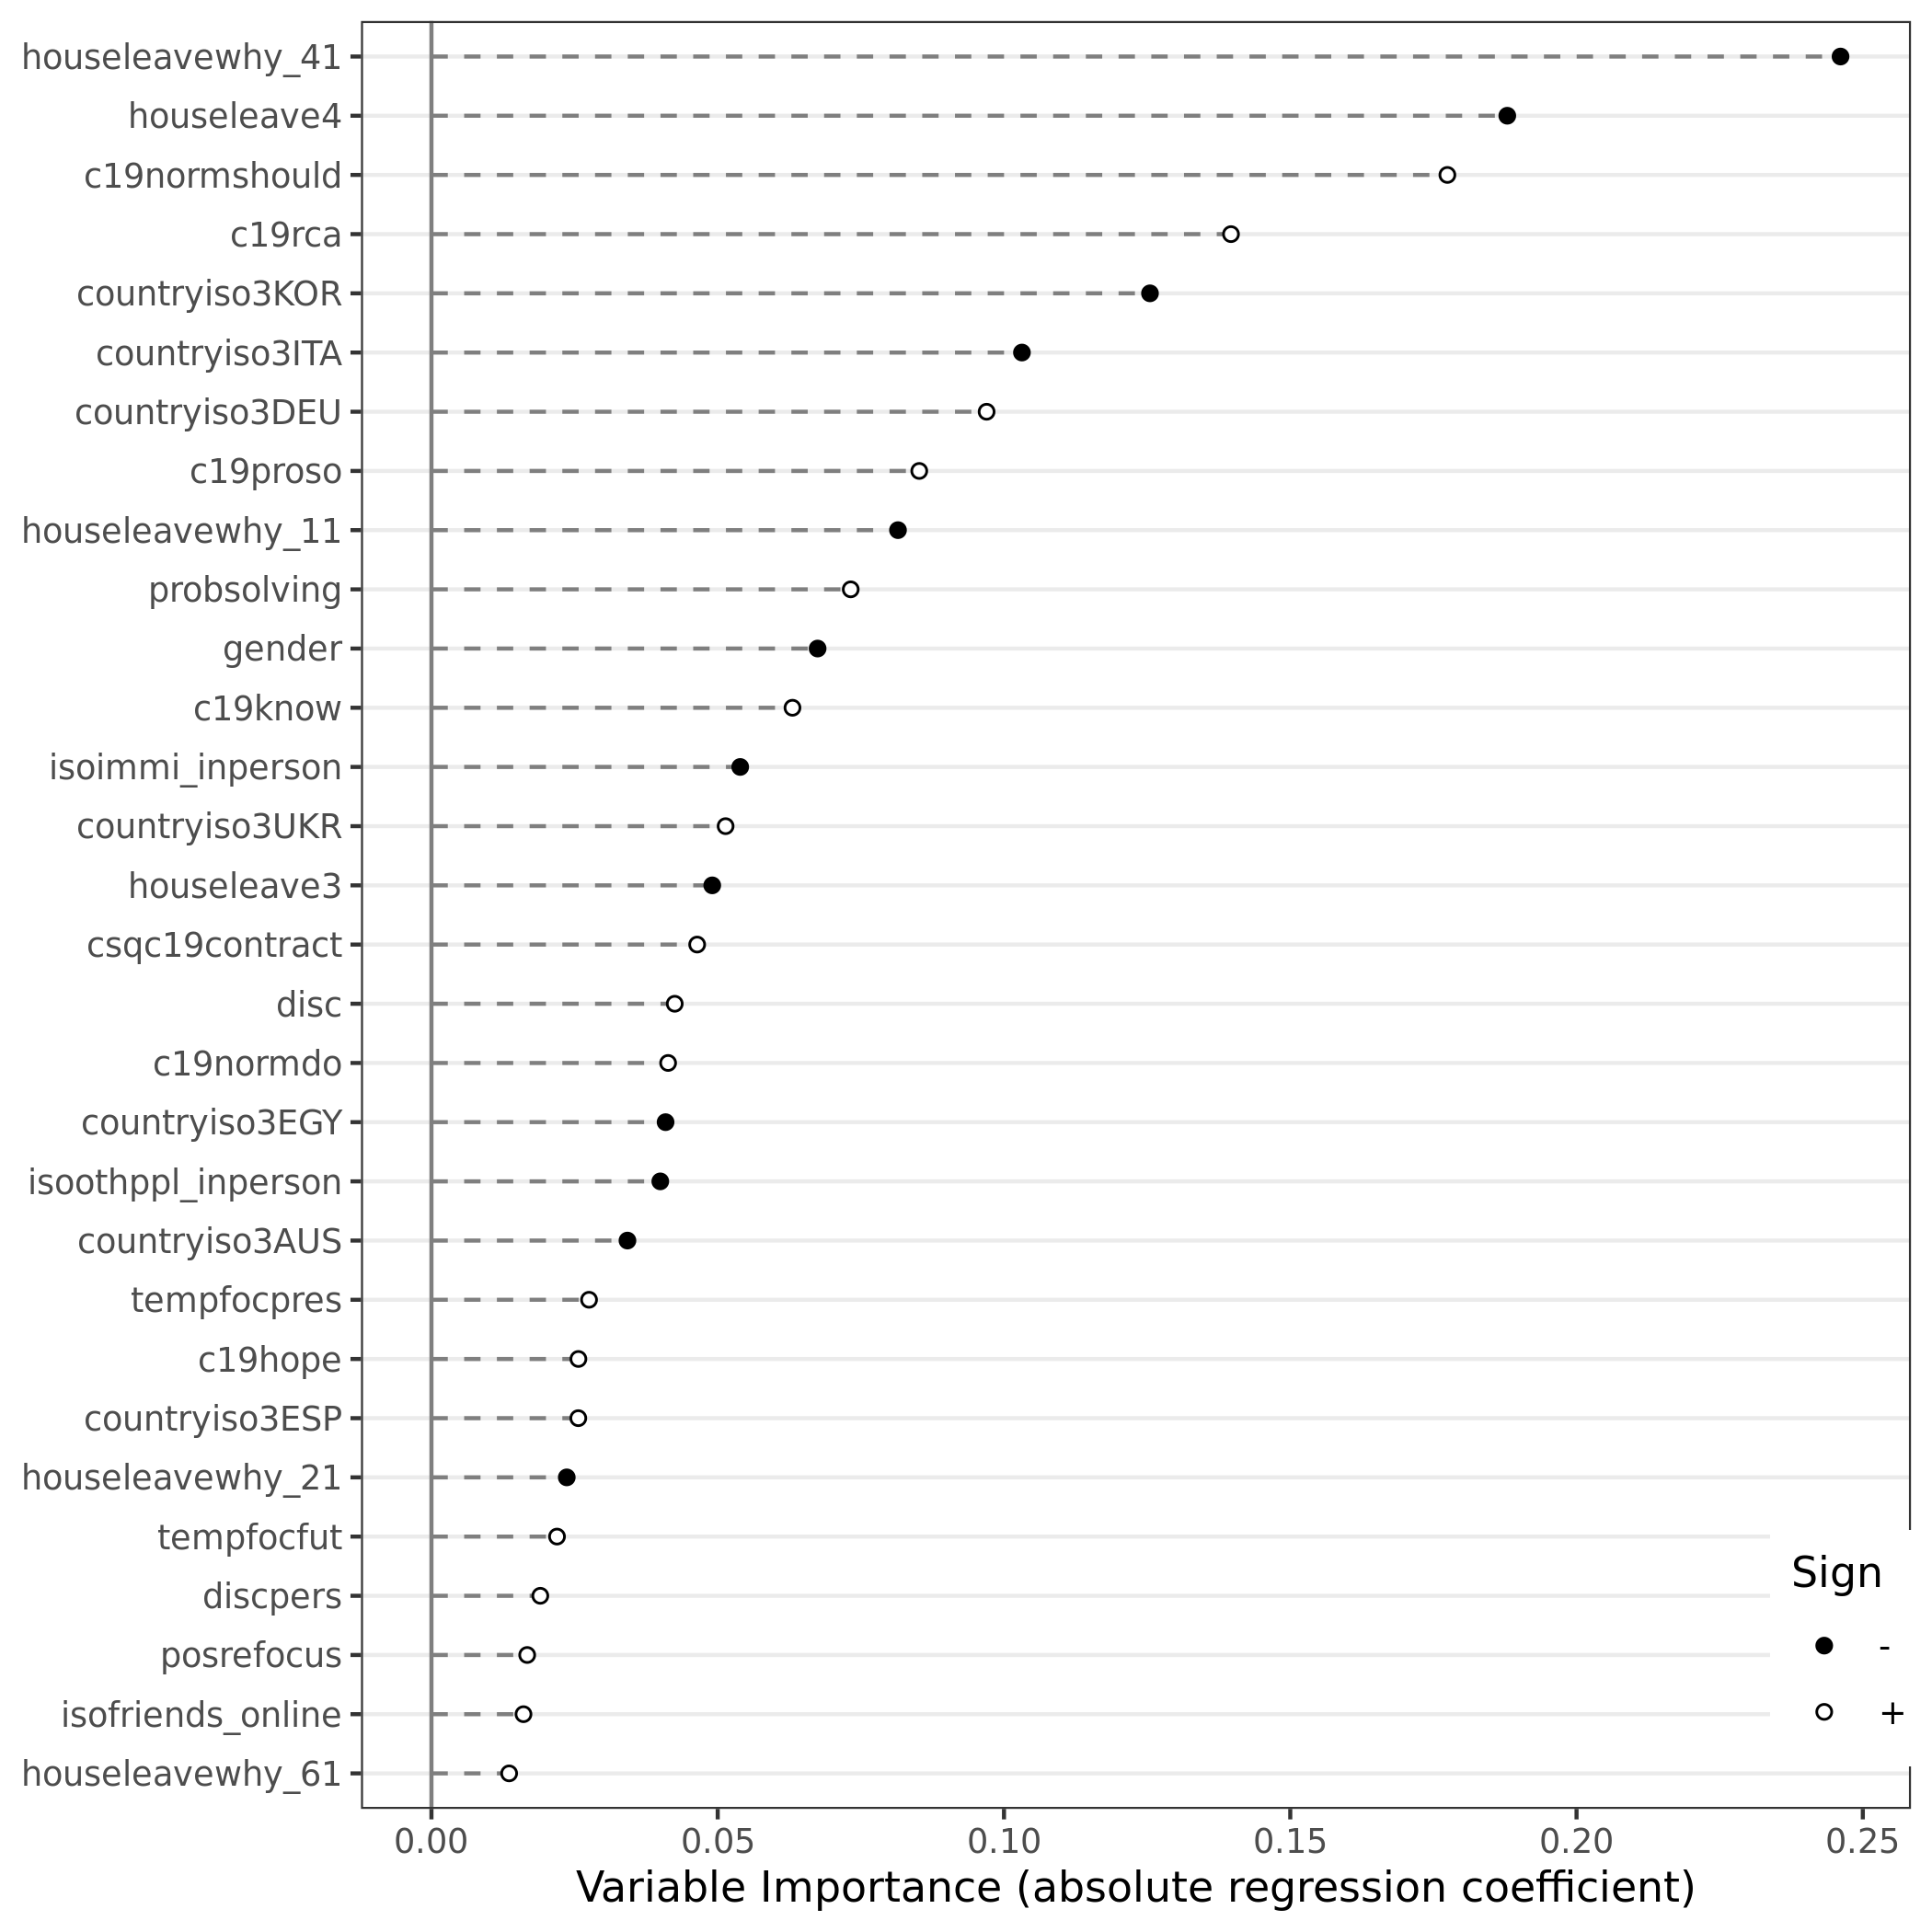 houseleavewhy_41
houseleave4
c19normshould
c19rca
countryiso3KOR
countryiso3ITA
countryiso3DEU
c19proso
houseleavewhy_11
probsolving
gender
c19know
isoimmi_inperson
countryiso3UKR
houseleave3
csqc19contract
disc
c19normdo
countryiso3EGY
isoothppl_inperson
countryiso3AUS
tempfocpres
c19hope
countryiso3ESP
houseleavewhy_21
tempfocfut
discpers
posrefocus
isofriends_online
houseleavewhy_61
Sign
-
+
0.00 0.05 0.10 0.15 0.20 0.25
Variable Importance (absolute regression coefficient)